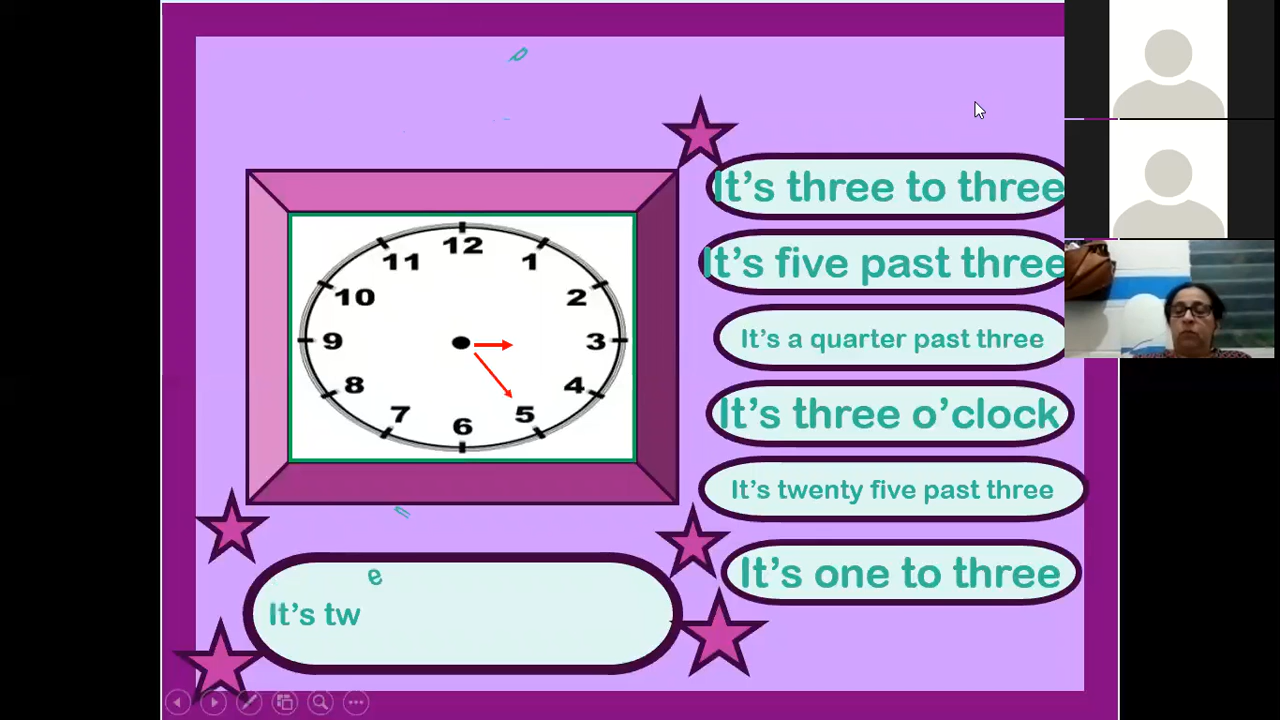 12
11
1
10
2
9
3
8
4
7
5
6
It's three to three
It's five past three
It's a quarter past three
It's three o'clock
It's twenty five past three
It's one to three
e
It's tw